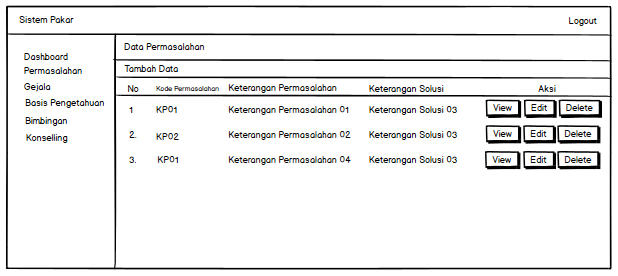 Sistem Pakar Logout
Dashboard
Permasalahan
Gejala
Basis Pengetahuan
Bimbingan
Konselling
Data Permasalahan
Tambah Data
No Kode Permasalahan Keterangan Permasalahan Keterangan Solusi Aksi
1 KP01 Keterangan Permasalahan 01 Keterangan Solusi 03 View Edit Delete
2. KP02 Keterangan Permasalahan 02 Keterangan Solusi 03 View Edit Delete
3. KP01 Keterangan Permasalahan 04 Keterangan Solusi 03 View Edit Delete